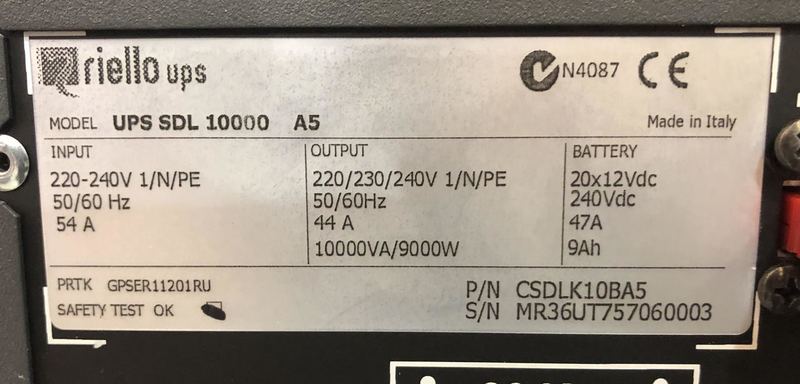 riello ups
N4087 CE
MODEL UPS SDL 10000 A5
Made in Italy
INPUT
220-240V 1/N/PE
50/60 Hz
54 A
OUTPUT
220/230/240V 1/N/PE
50/60Hz
44 A
10000VA/9000W
BATTERY
20x12Vdc
240Vdc
47A
9Ah
PRTK GPSER11201RU
SAFETY TEST OK
P/N CSDLK10BA5
S/N MR36UT757060003